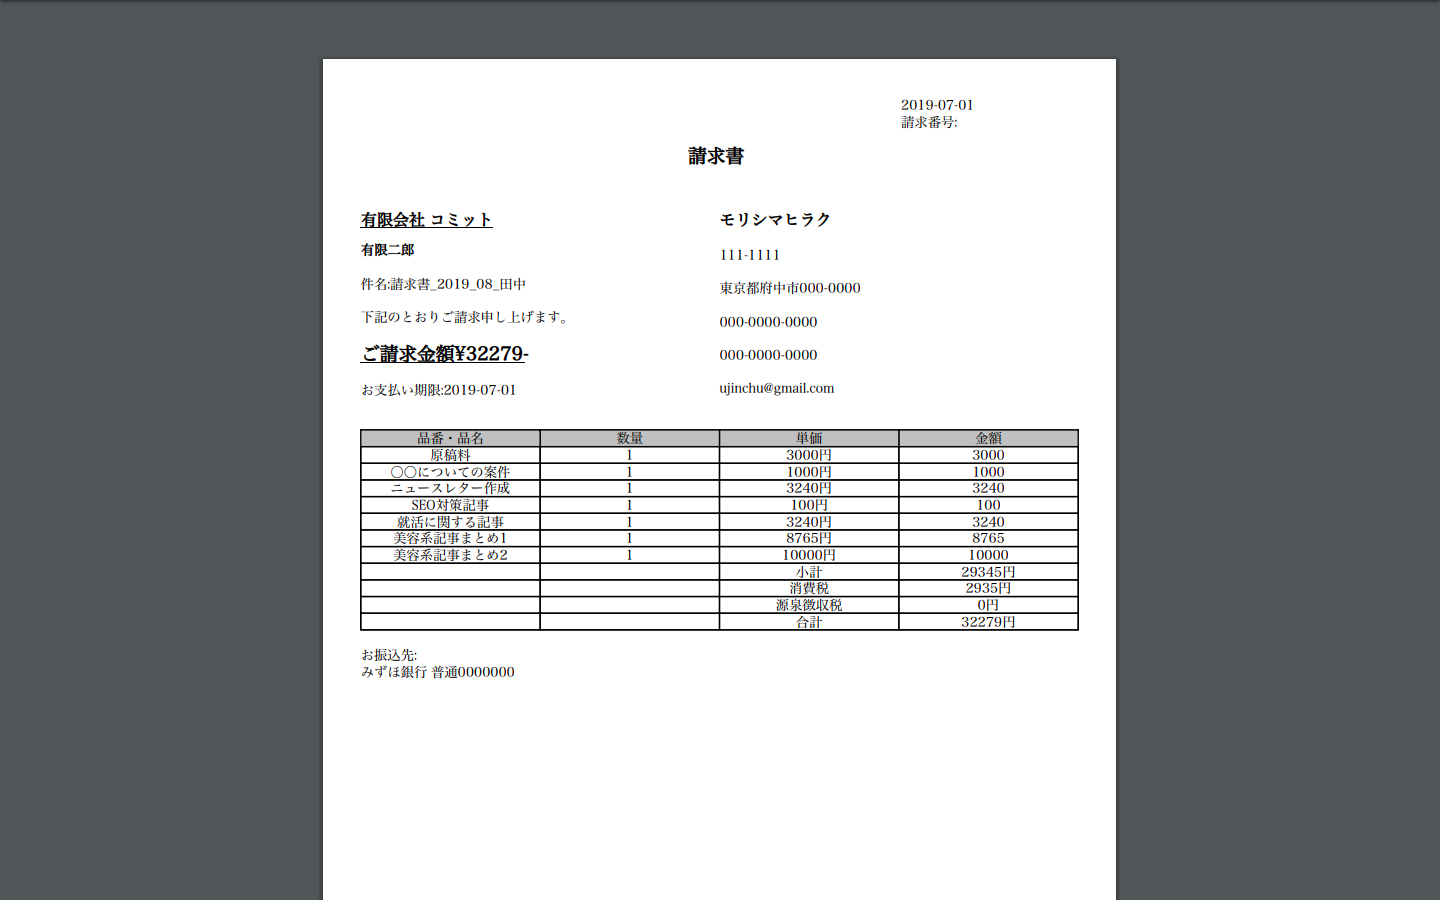 2019-07-01
請求番号:
請求書
有限会社 コミット
有限二郎
件名:請求書_2019_08_田中
下記のとおりご請求申し上げます。
ご請求金額¥32279-
お支払い期限:2019-07-01
モリシマヒラク
111-1111
東京都府中市000-0000
000-0000-0000
000-0000-0000
ujinchu@gmail.com
品番・品名 数量 単価 金額
原稿料 1 3000円 3000
〇〇についての案件 1 1000円 1000
ニュースレター作成 1 3240円 3240
SEO対策記事 1 100円 100
就活に関する記事 1 3240円 3240
美容系記事まとめ1 1 8765円 8765
美容系記事まとめ2 1 10000円 10000
小計 29345円
消費税 2935円
源泉徴収税 0円
合計 32279円
お振込先:
みずほ銀行 普通0000000